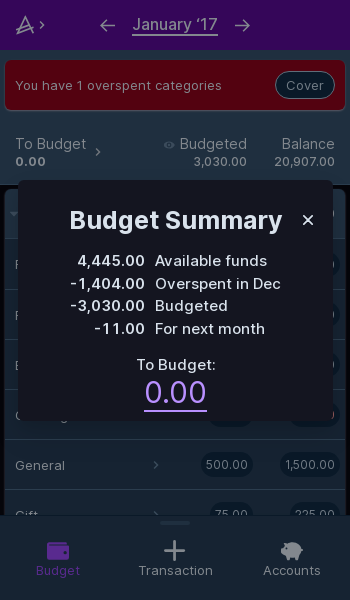 January ‘17
You have 1 overspent categories
Cover
To Budget
0.00
Budgeted
3,030.00
Balance
20,907.00
Budget Summary
4,445.00 Available funds
-1,404.00 Overspent in Dec
-3,030.00 Budgeted
-11.00 For next month
To Budget:
0.00
General 500.00 1,500.00
Gift 75.00 225.00
Budget
Transaction
Accounts